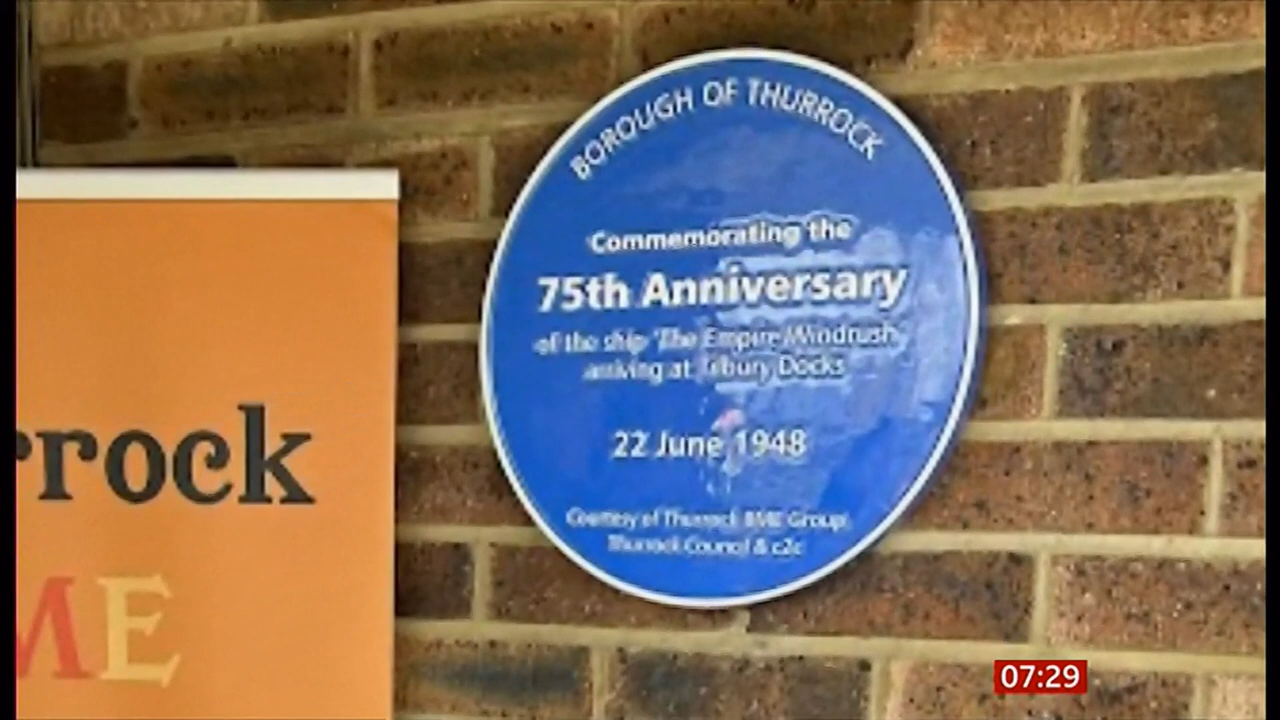 BOROUGH OF THURROCK
Commemorating the
75th Anniversary
of the ship 'The Empire Windrush
arriving at Tilbury Docks
22 June 1948
Courtesy of Thurrock BME Group,
Thurrock Council & c2c
rrock
ME
07:29